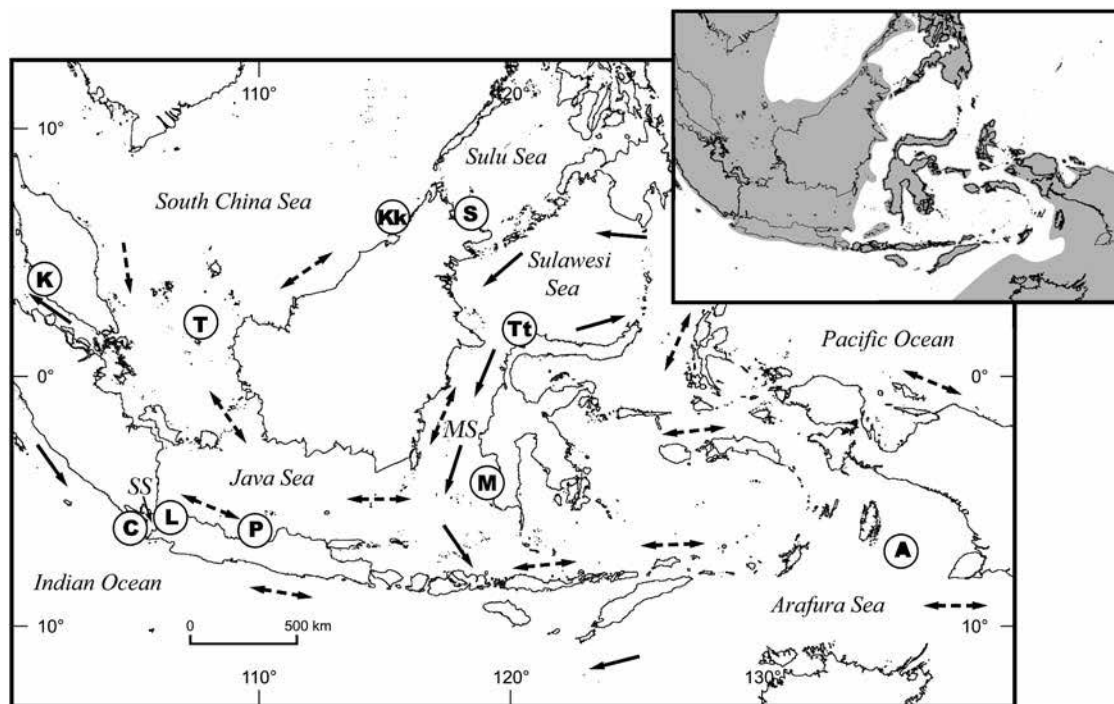 110°
120°
10°
Sulu Sea
South China Sea
Kk
S
Sulawesi
Sea
K
T
Tt
Pacific Ocean
0°
0°
MS
Java Sea
M
SS
L
C
P
A
Indian Ocean
Arafura Sea
10°
0 500 km
10°
110°
120°
130°